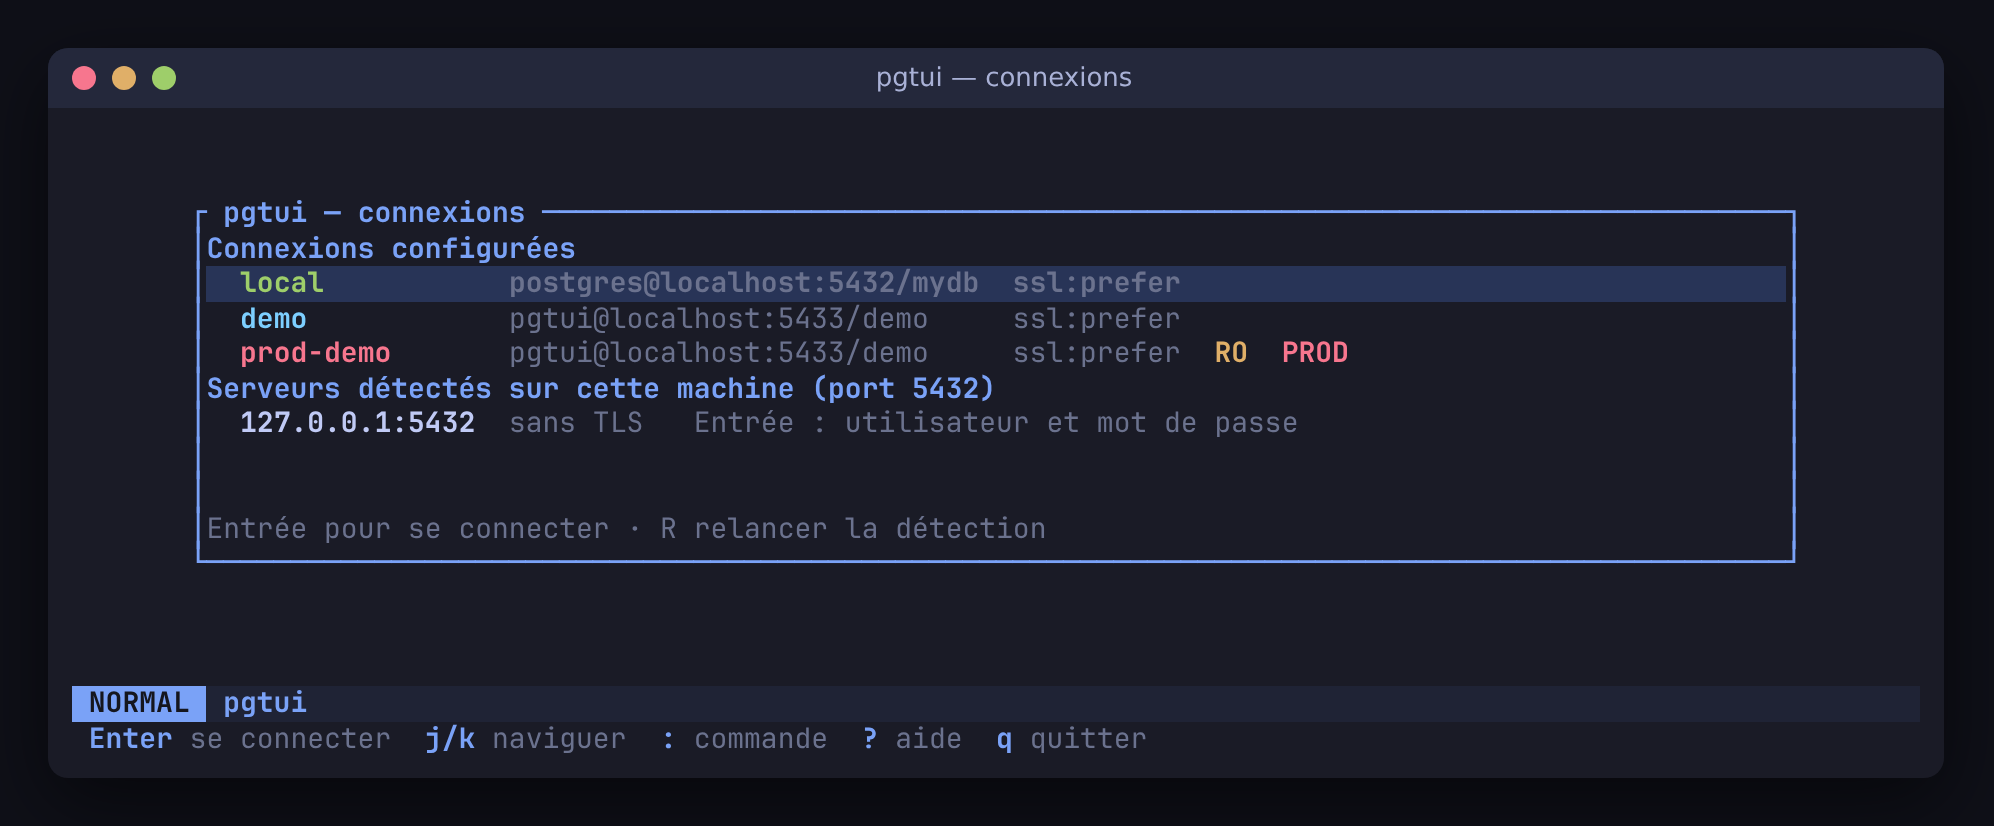 pgtui — connexions
pgtui — connexions
Connexions configurées
local postgres@localhost:5432/mydb ssl:prefer
demo pgtui@localhost:5433/demo ssl:prefer
prod-demo pgtui@localhost:5433/demo ssl:prefer RO PROD
Serveurs détectés sur cette machine (port 5432)
127.0.0.1:5432 sans TLS Entrée : utilisateur et mot de passe
Entrée pour se connecter · R relancer la détection
NORMAL pgtui
Enter se connecter j/k naviguer : commande ? aide q quitter